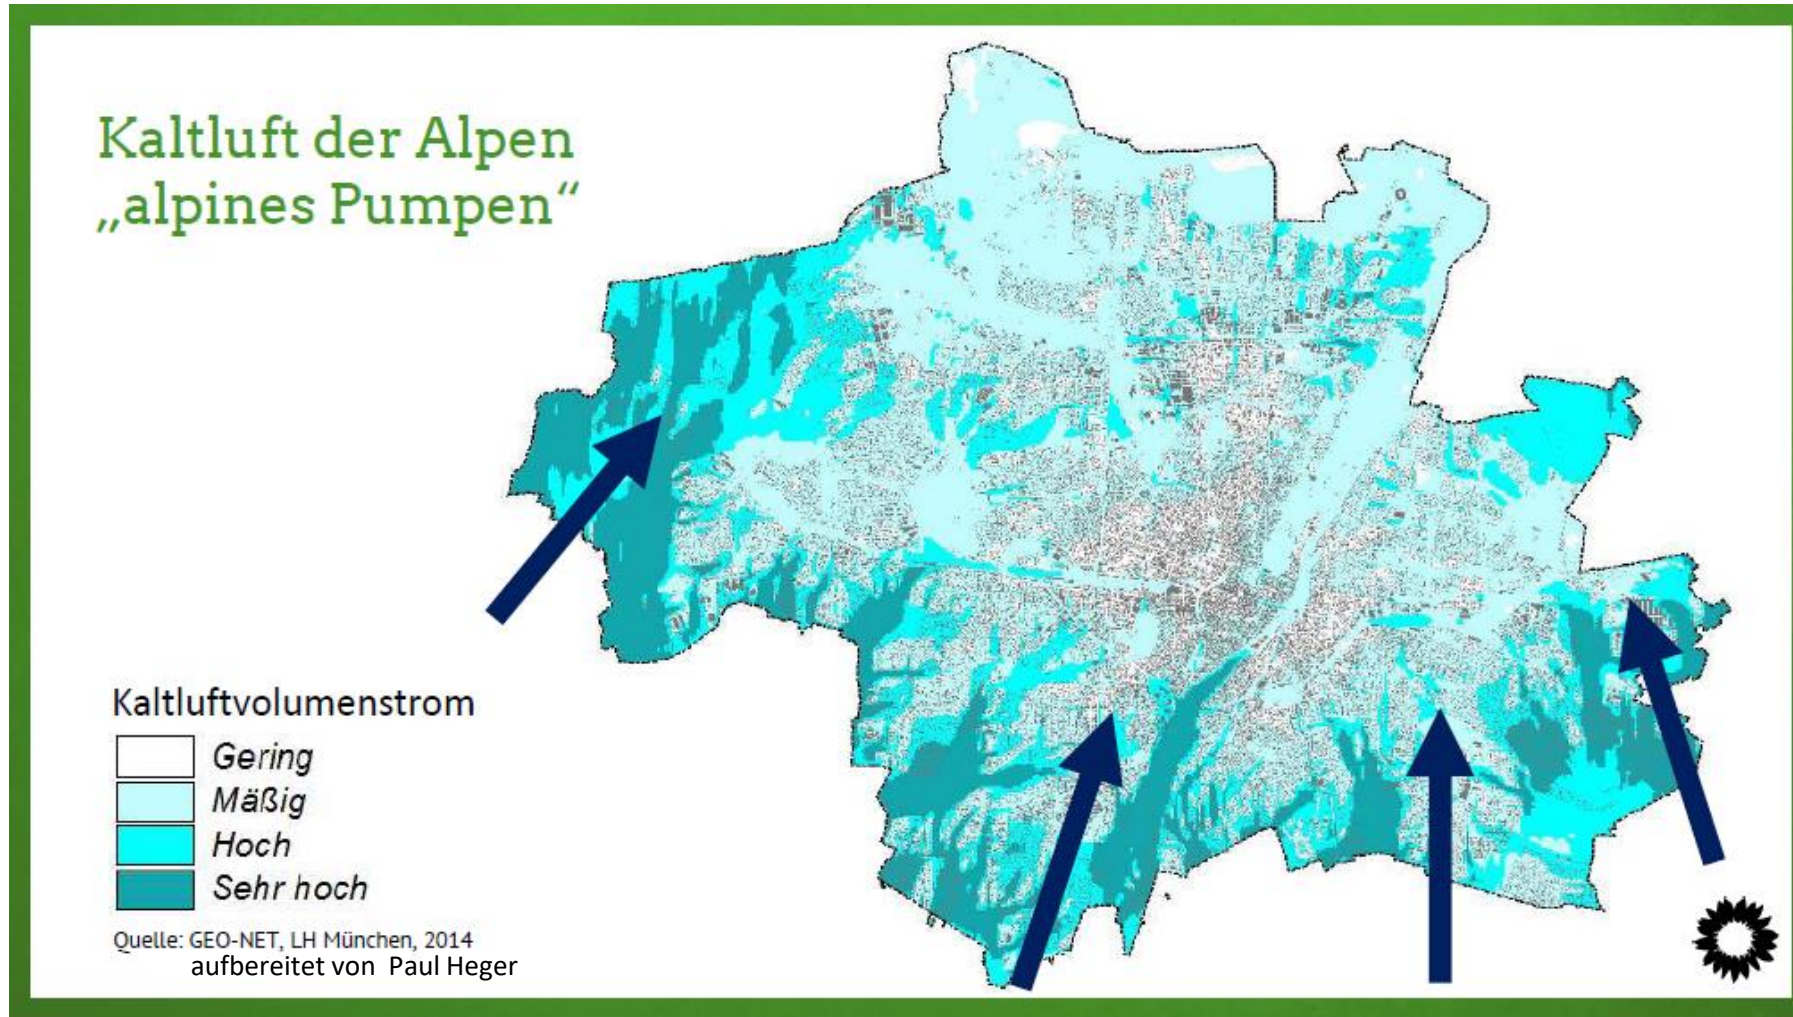 Kaltluft der Alpen
„alpines Pumpen“
Kaltluftvolumenstrom
Gering
Mäßig
Hoch
Sehr hoch
Quelle: GEO-NET, LH München, 2014
aufbereitet von Paul Heger